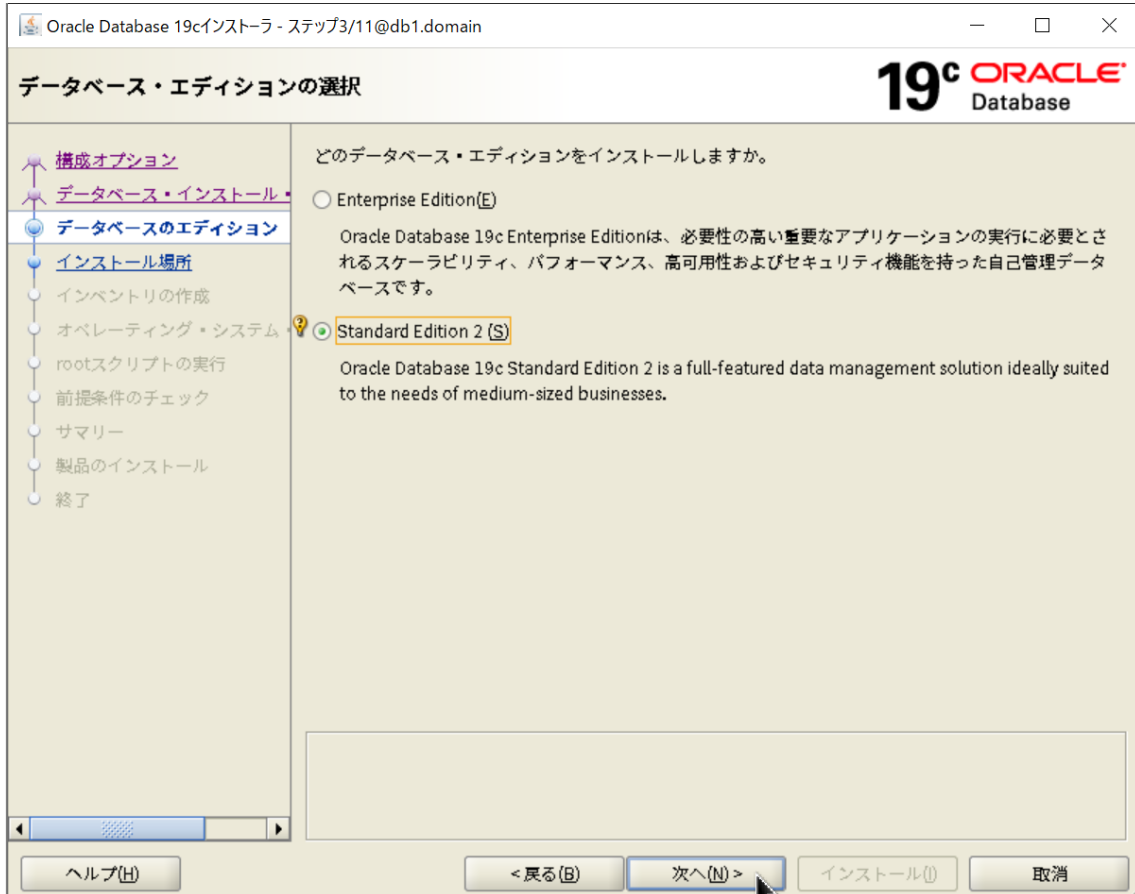 Oracle Database 19cインストーラ - ステップ3/11@db1.domain
データベース・エディションの選択
19c ORACLE
Database
構成オプション
データベース・インストール・
データベースのエディション
インストール場所
インベントリの作成
オペレーティング・システム・
rootスクリプトの実行
前提条件のチェック
サマリー
製品のインストール
終了
どのデータベース・エディションをインストールしますか。
Enterprise Edition(E)
Oracle Database 19c Enterprise Editionは、必要性の高い重要なアプリケーションの実行に必要とさ
れるスケーラビリティ、パフォーマンス、高可用性およびセキュリティ機能を持った自己管理データ
ベースです。
Standard Edition 2 (S)
Oracle Database 19c Standard Edition 2 is a full-featured data management solution ideally suited
to the needs of medium-sized businesses.
ヘルプ(H)
<戻る(B)
次へ(N)>
インストール(I)
取消